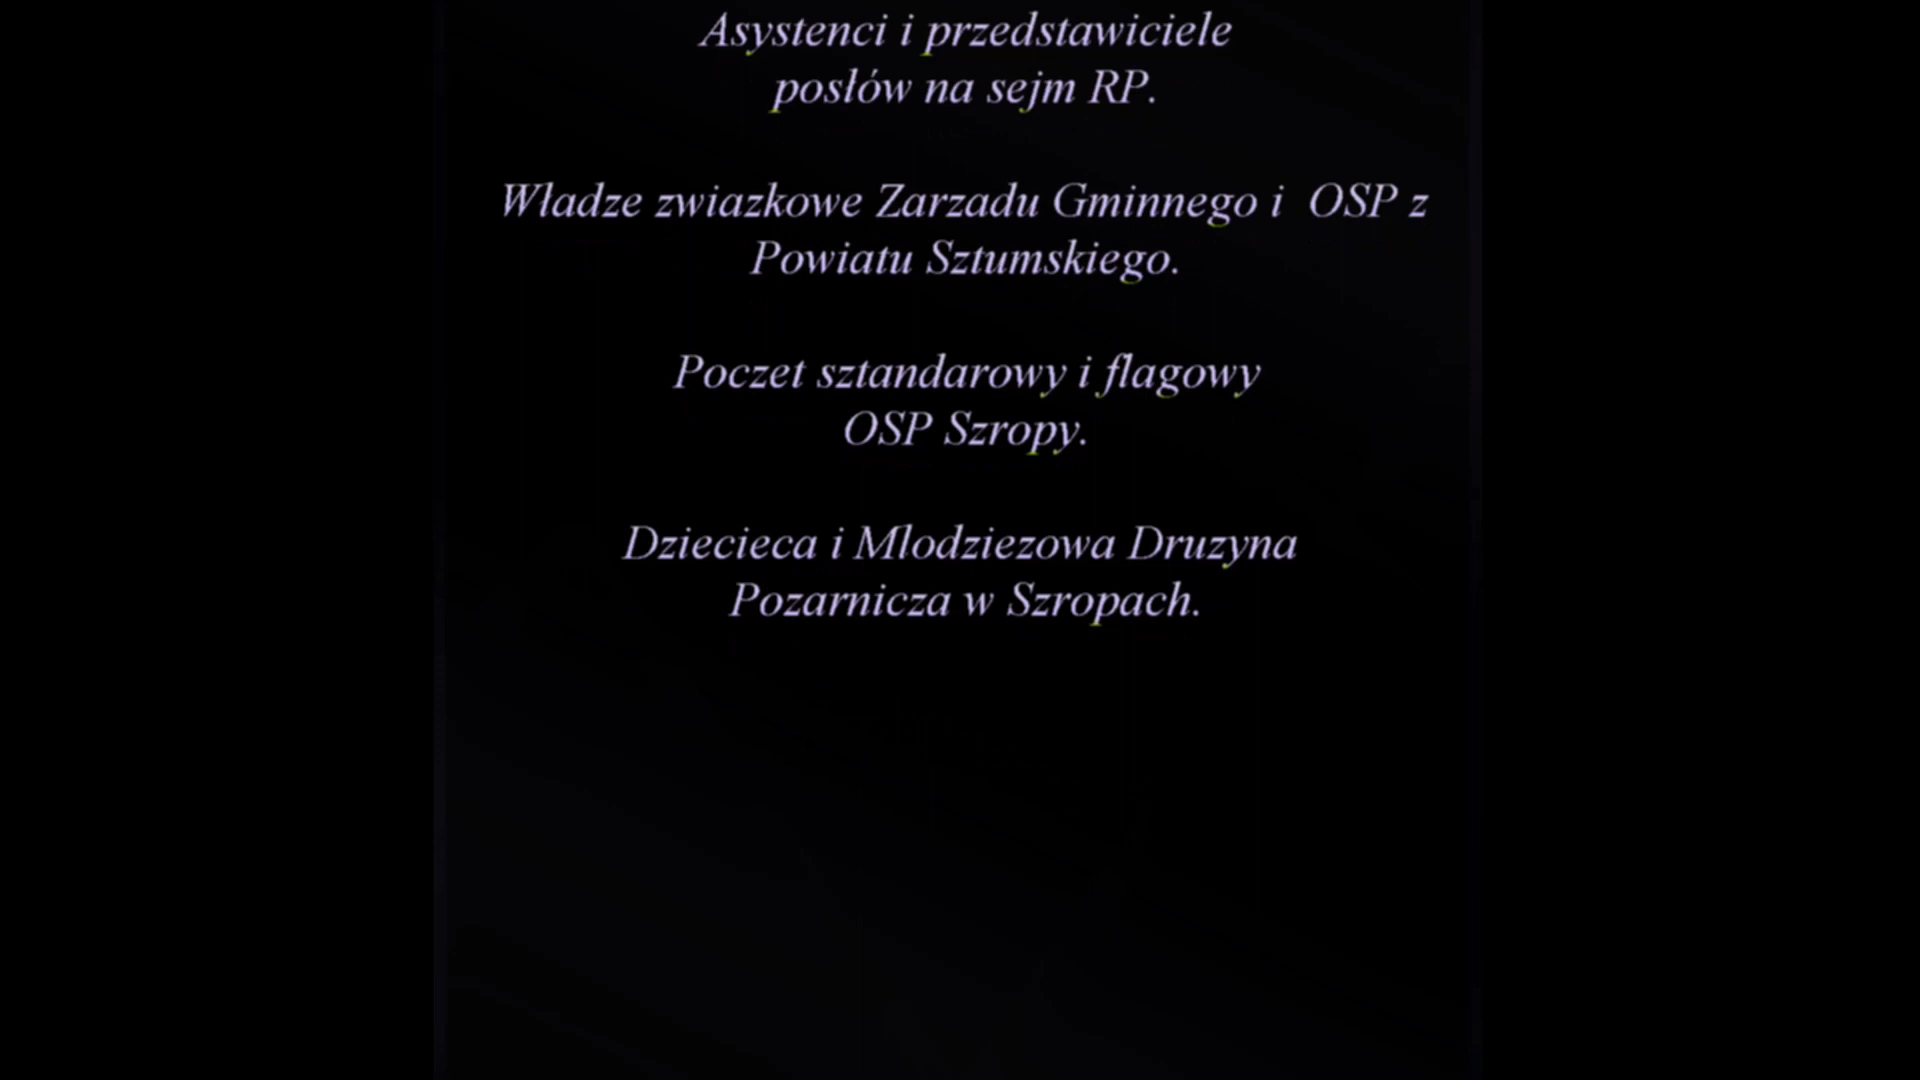 Asystenci i przedstawiciele
posłów na sejm RP.
Władze zwiazkowe Zarzadu Gminnego i  OSP z
Powiatu Sztumskiego.
Poczet sztandarowy i flagowy
OSP Szropy.
Dziecieca i Mlodziezowa Druzyna
Pozarnicza w Szropach.